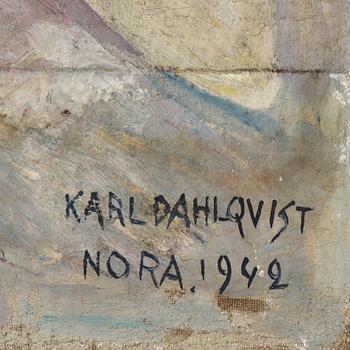 KARL DAHLQVIST
NORA. 1942